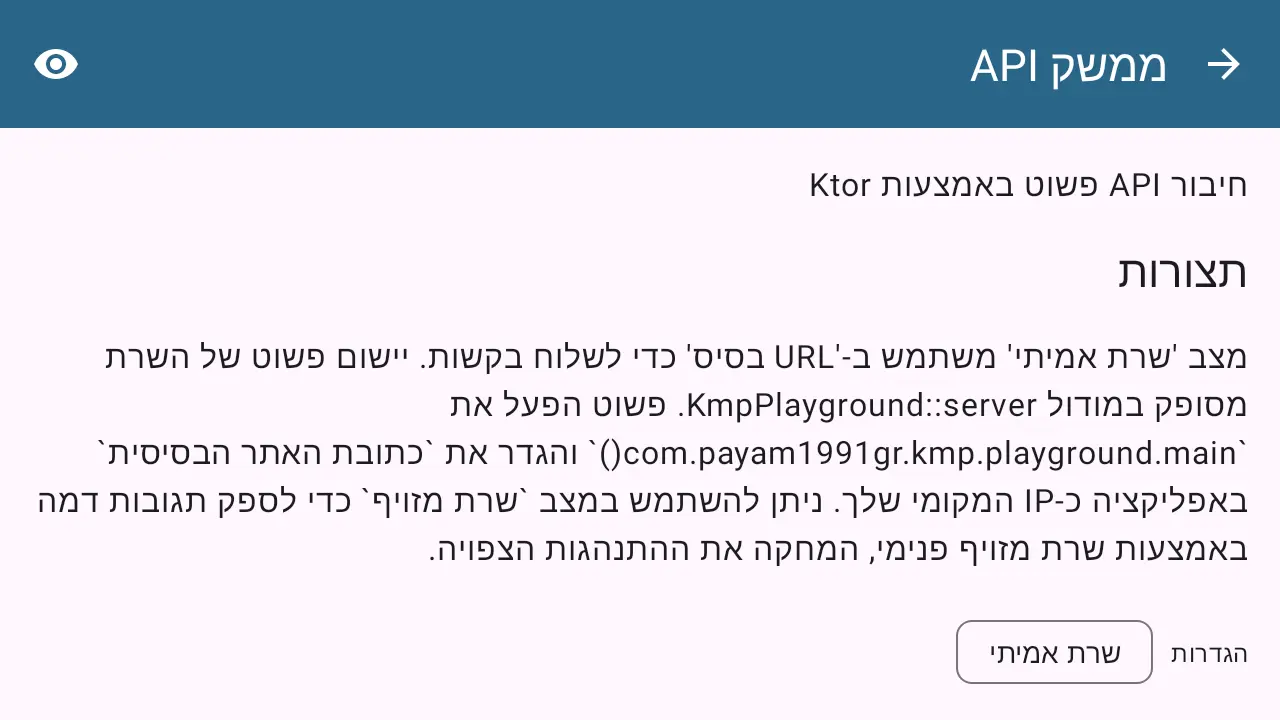 ממשק API
חיבור API פשוט באמצעות Ktor
תצורות
מצב 'שרת אמיתי' משתמש ב-'URL בסיס' כדי לשלוח בקשות. יישום פשוט של השרת
מסופק במודול KmpPlayground::server. פשוט הפעל את
`com.payam1991gr.kmp.playground.main()` והגדר את `כתובת האתר הבסיסית`
באפליקציה כ-IP המקומי שלך. ניתן להשתמש במצב `שרת מזויף` כדי לספק תגובות דמה
באמצעות שרת מזויף פנימי, המחקה את ההתנהגות הצפויה.
הגדרות שרת אמיתי